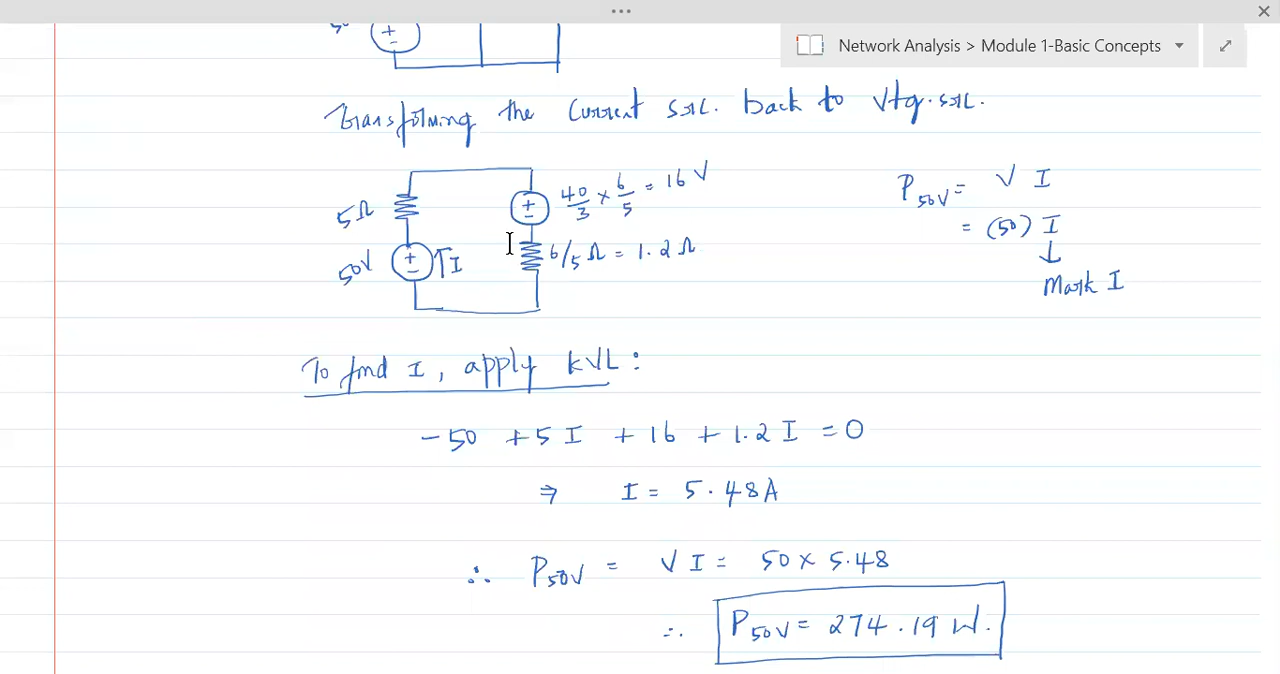 Network Analysis > Module 1-Basic Concepts
+
-
Transforming the Current src. back to Vtg. src.
5Ω
+
-
40/3 × 6/5 = 16 V
50V
+
-
↑I
6/5 Ω = 1.2 Ω
P50V = V I
= (50) I
↓
Mark I
To find I, apply KVL:
-50 + 5 I + 16 + 1.2 I = 0
⇒ I = 5.48A
∴ P50V = V I = 50 × 5.48
∴ P50V = 274.19 W.